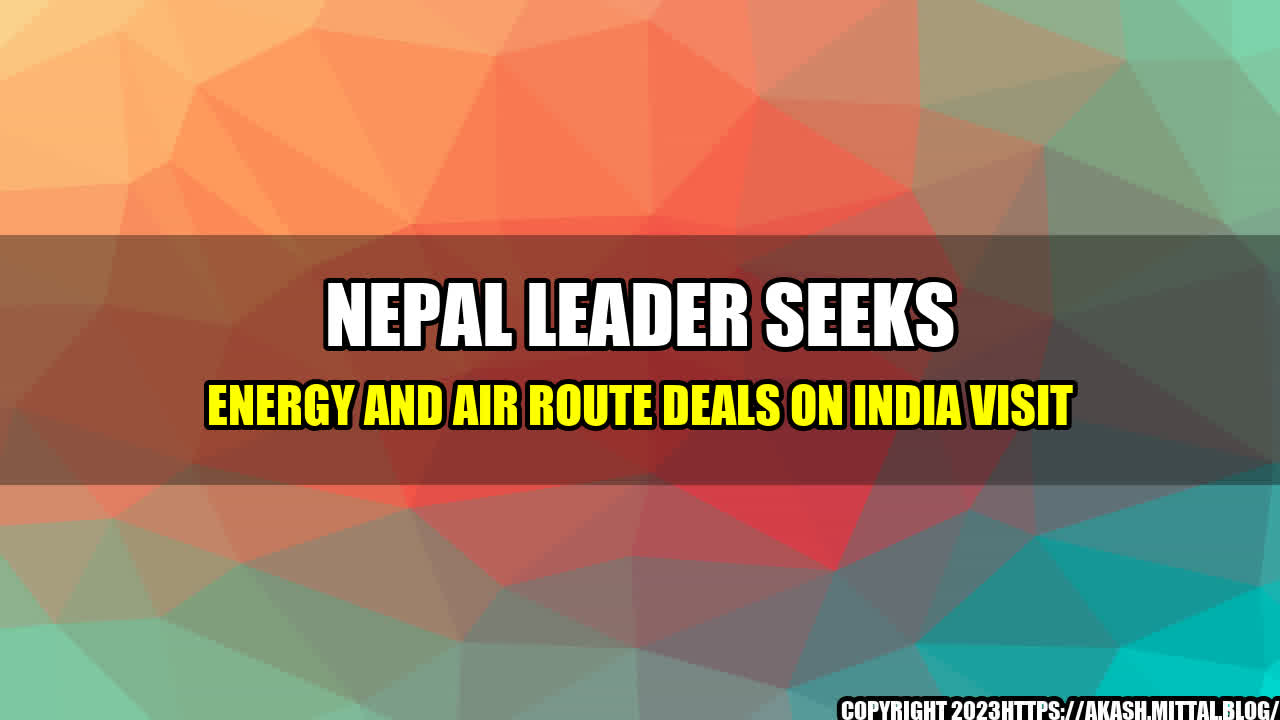 NEPAL LEADER SEEKS
ENERGY AND AIR ROUTE DEALS ON INDIA VISIT
COPYRIGHT 2023HTTPS://AKASH.MITTAL.BLOG/